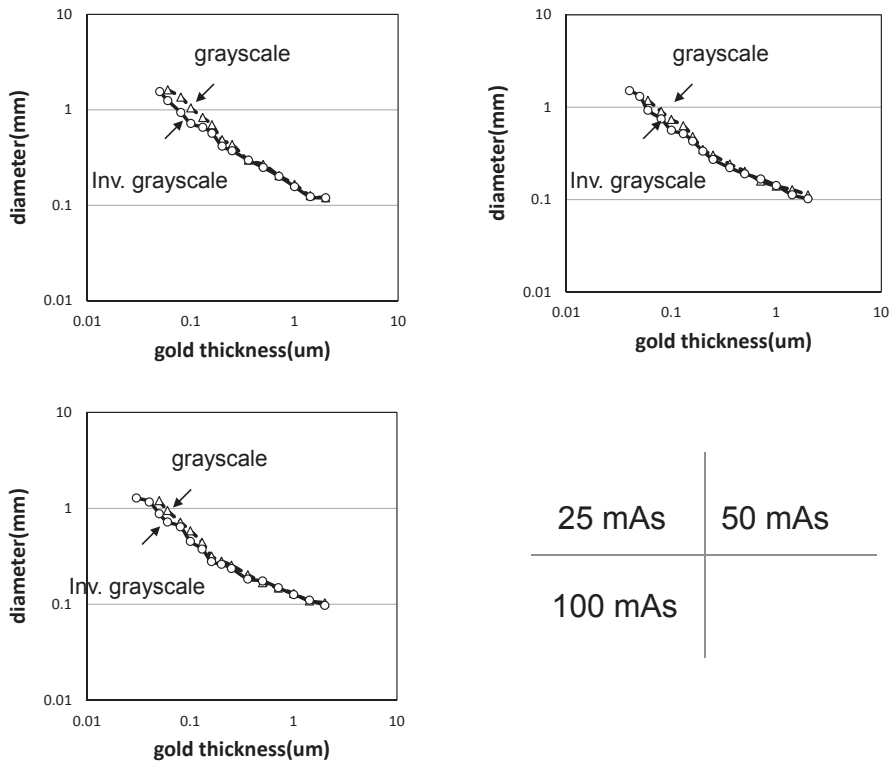 10
1
0.1
0.01
0.01 0.1 1 10
diameter(mm)
gold thickness(um)
grayscale
Inv. grayscale
10
1
0.1
0.01
0.01 0.1 1 10
diameter(mm)
gold thickness(um)
grayscale
Inv. grayscale
10
1
0.1
0.01
0.01 0.1 1 10
diameter(mm)
gold thickness(um)
grayscale
Inv. grayscale
25 mAs 50 mAs
100 mAs